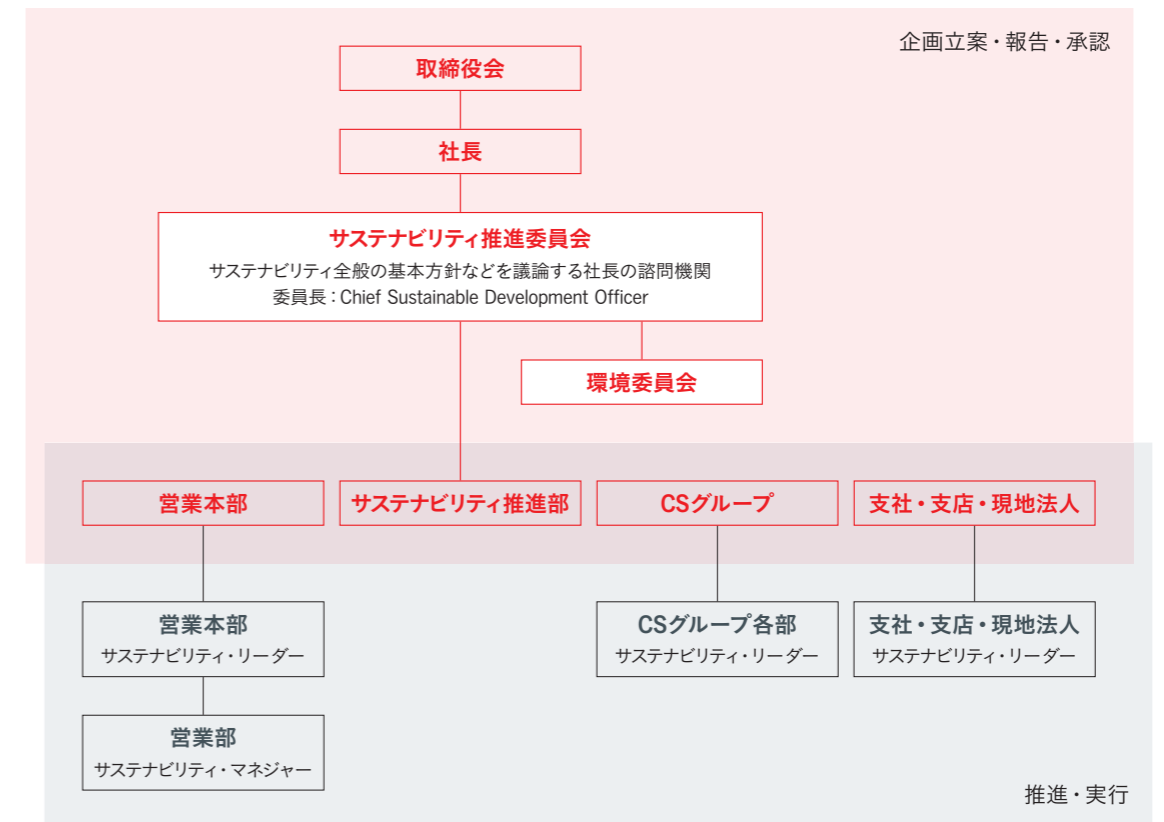 企画立案・報告・承認
取締役会
社長
サステナビリティ推進委員会
サステナビリティ全般の基本方針などを議論する社長の諮問機関
委員長：Chief Sustainable Development Officer
環境委員会
営業本部
サステナビリティ推進部
CSグループ
支社・支店・現地法人
営業本部
サステナビリティ・リーダー
CSグループ各部
サステナビリティ・リーダー
支社・支店・現地法人
サステナビリティ・リーダー
営業部
サステナビリティ・マネジャー
推進・実行